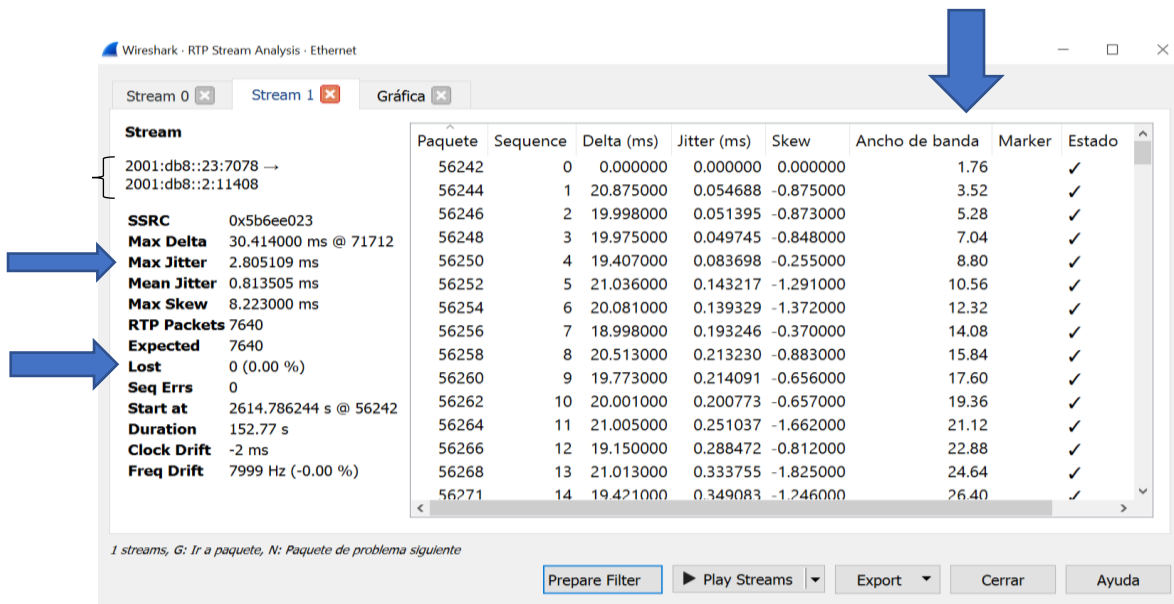 Wireshark · RTP Stream Analysis · Ethernet
Stream 0 Stream 1 Gráfica
Stream
2001:db8::23:7078 →
2001:db8::2:11408
SSRC 0x5b6ee023
Max Delta 30.414000 ms @ 71712
Max Jitter 2.805109 ms
Mean Jitter 0.813505 ms
Max Skew 8.223000 ms
RTP Packets 7640
Expected 7640
Lost 0 (0.00 %)
Seq Errs 0
Start at 2614.786244 s @ 56242
Duration 152.77 s
Clock Drift -2 ms
Freq Drift 7999 Hz (-0.00 %)
Paquete Sequence Delta (ms) Jitter (ms) Skew Ancho de banda Marker Estado
56242 0 0.000000 0.000000 0.000000 1.76 ✓
56244 1 20.875000 0.054688 -0.875000 3.52 ✓
56246 2 19.998000 0.051395 -0.873000 5.28 ✓
56248 3 19.975000 0.049745 -0.848000 7.04 ✓
56250 4 19.407000 0.083698 -0.255000 8.80 ✓
56252 5 21.036000 0.143217 -1.291000 10.56 ✓
56254 6 20.081000 0.139329 -1.372000 12.32 ✓
56256 7 18.998000 0.193246 -0.370000 14.08 ✓
56258 8 20.513000 0.213230 -0.883000 15.84 ✓
56260 9 19.773000 0.214091 -0.656000 17.60 ✓
56262 10 20.001000 0.200773 -0.657000 19.36 ✓
56264 11 21.005000 0.251037 -1.662000 21.12 ✓
56266 12 19.150000 0.288472 -0.812000 22.88 ✓
56268 13 21.013000 0.333755 -1.825000 24.64 ✓
56271 14 19.421000 0.349083 -1.246000 26.40 ✓
1 streams, G: Ir a paquete, N: Paquete de problema siguiente
Prepare Filter Play Streams Export Cerrar Ayuda